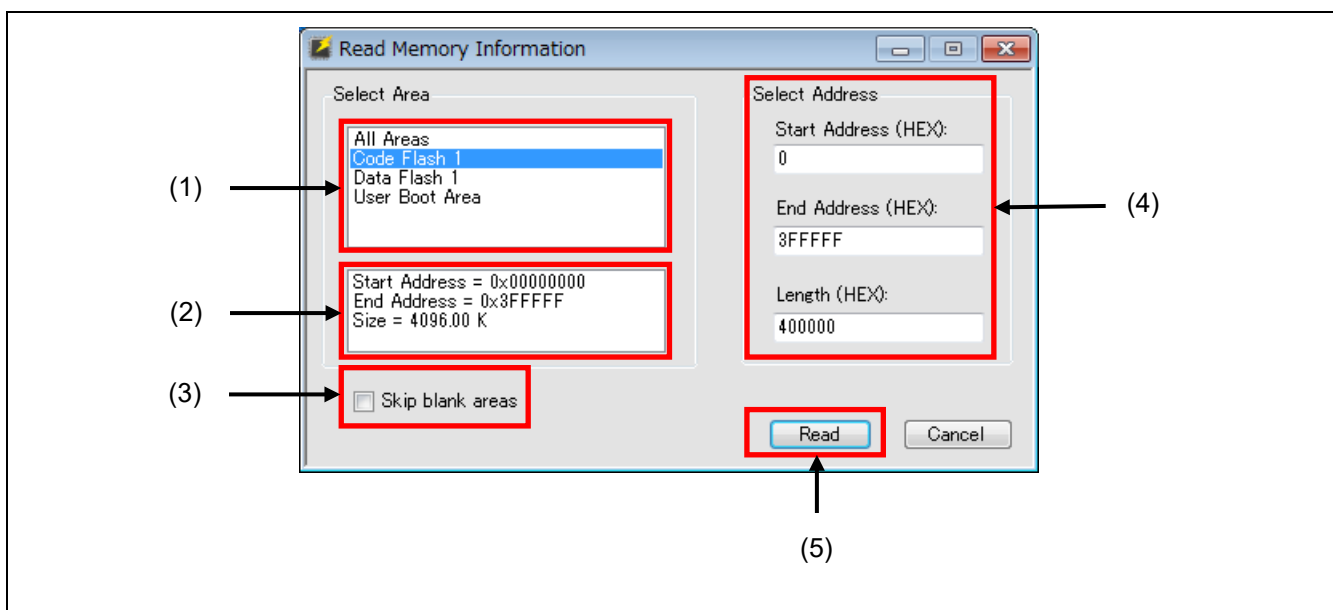 Read Memory Information
Select Area
All Areas
Code Flash 1
Data Flash 1
User Boot Area
(1)
Start Address = 0x00000000
End Address = 0x3FFFFF
Size = 4096.00 K
(2)
(3)
Skip blank areas
Select Address
Start Address (HEX):
0
End Address (HEX):
3FFFFF
Length (HEX):
400000
(4)
Read
Cancel
(5)